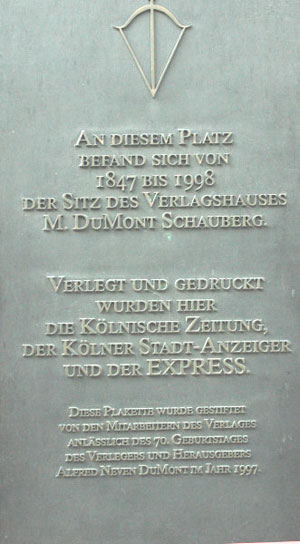 An diesem Platz
befand sich von
1847 bis 1998
der Sitz des Verlagshauses
M. DuMont Schauberg.
Verlegt und gedruckt
wurden hier
die Kölnische Zeitung,
der Kölner Stadt-Anzeiger
und der EXPRESS.
Diese Plakette wurde gestiftet
von den Mitarbeitern des Verlages
anlässlich des 70. Geburtstages
des Verlegers und Herausgebers
Alfred Neven DuMont im Jahr 1997.